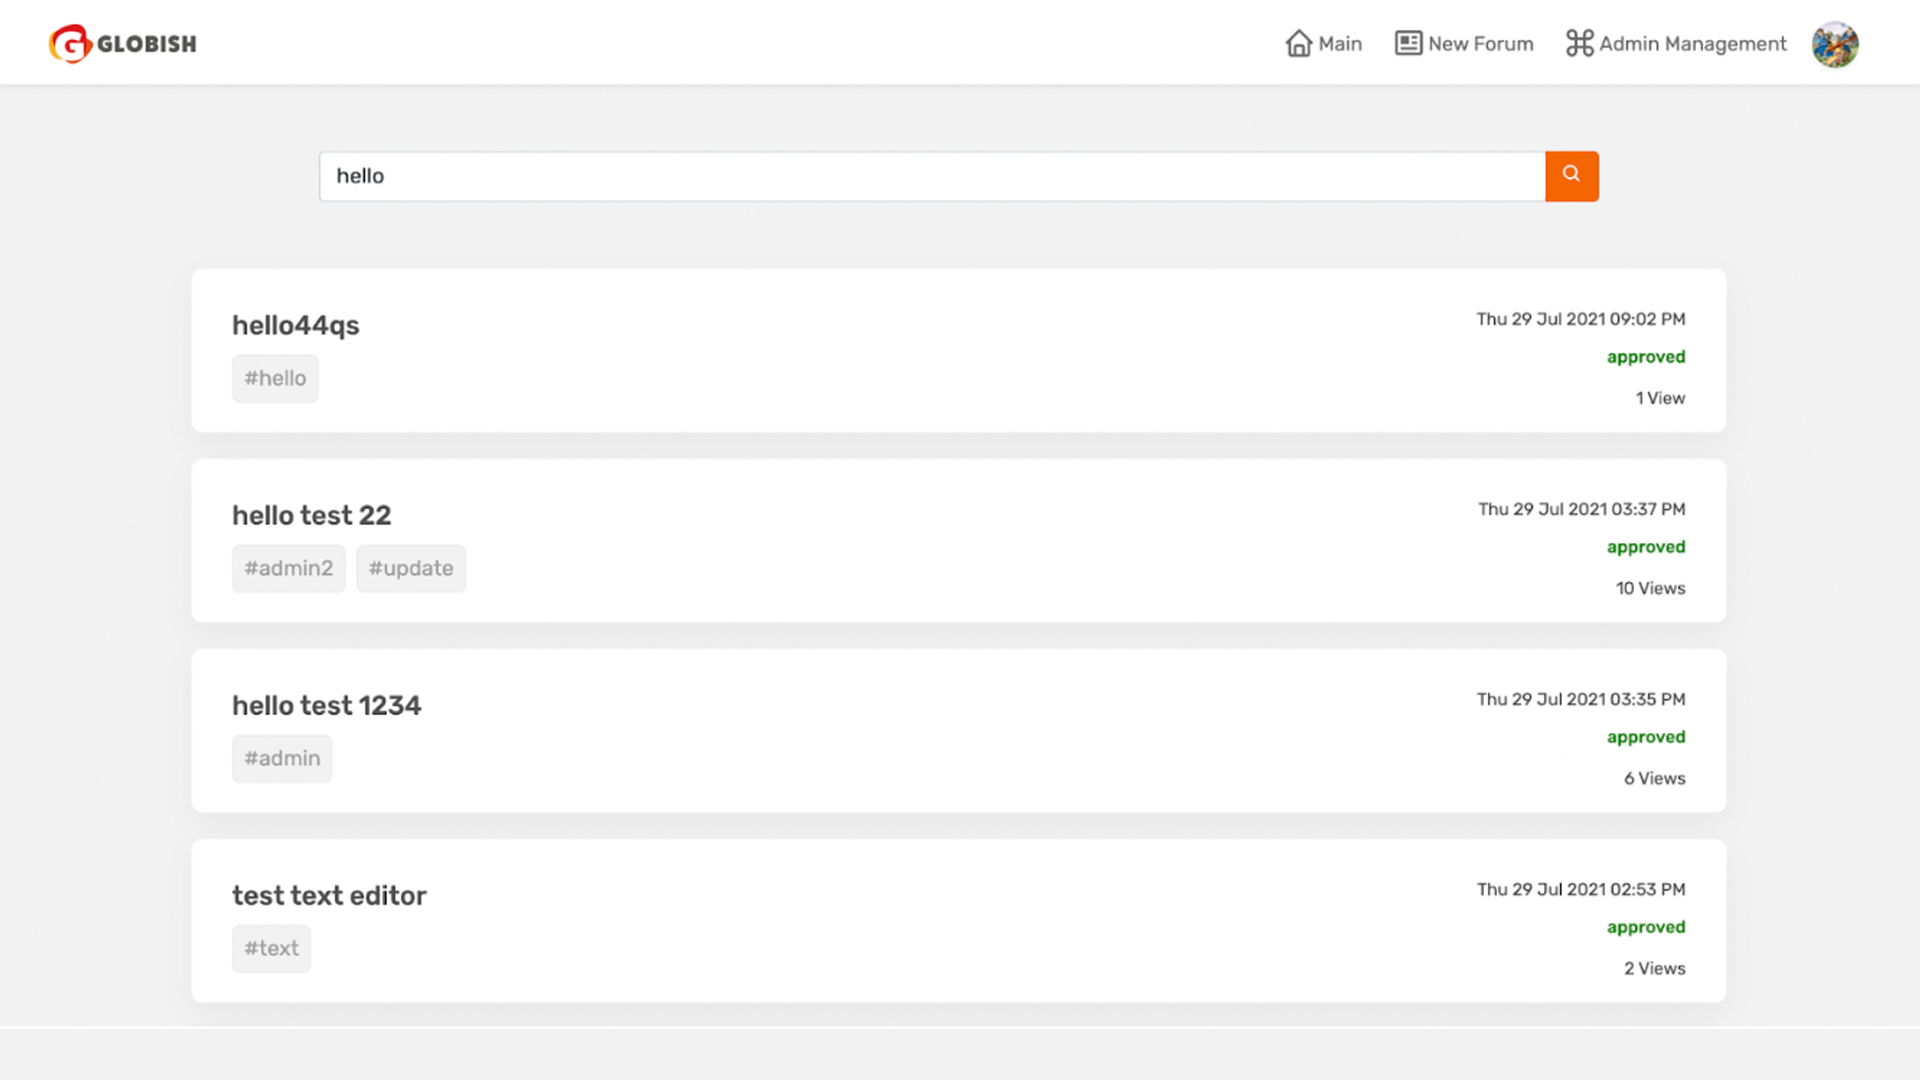 GLOBISH
Main
New Forum
Admin Management
hello
hello44qs
Thu 29 Jul 2021 09:02 PM
#hello
approved
1 View
hello test 22
Thu 29 Jul 2021 03:37 PM
#admin2 #update
approved
10 Views
hello test 1234
Thu 29 Jul 2021 03:35 PM
#admin
approved
6 Views
test text editor
Thu 29 Jul 2021 02:53 PM
#text
approved
2 Views